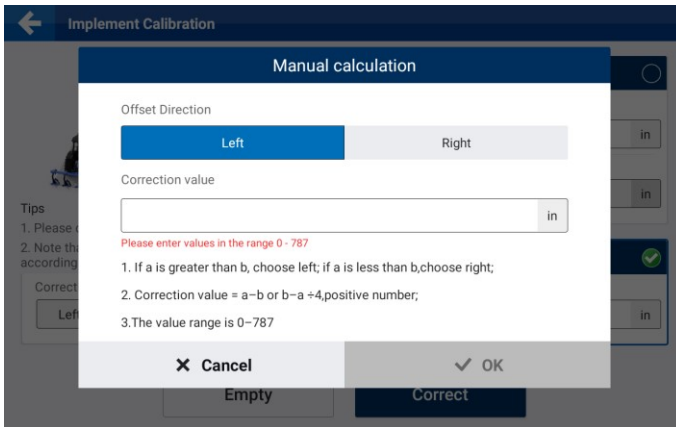 Implement Calibration
Manual calculation
Offset Direction
Left
Right
Correction value
in
Please enter values in the range 0 - 787
1. If a is greater than b, choose left; if a is less than b,choose right;
2. Correction value = a–b or b–a ÷4,positive number;
3.The value range is 0–787
Cancel
OK
in
in
Tips
1. Please
2. Note
according
Correct
in
Empty
Correct